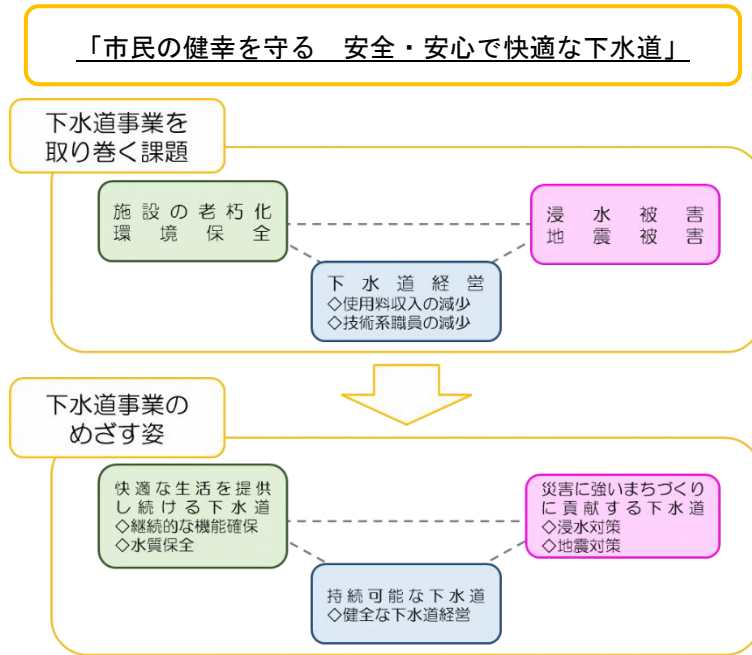 「市民の健幸を守る　安全・安心で快適な下水道」
下水道事業を
取り巻く課題
施設の老朽化
環境保全
浸水被害
地震被害
下水道経営
◇使用料収入の減少
◇技術系職員の減少
下水道事業の
めざす姿
快適な生活を提供
し続ける下水道
◇継続的な機能確保
◇水質保全
災害に強いまちづくり
に貢献する下水道
◇浸水対策
◇地震対策
持続可能な下水道
◇健全な下水道経営